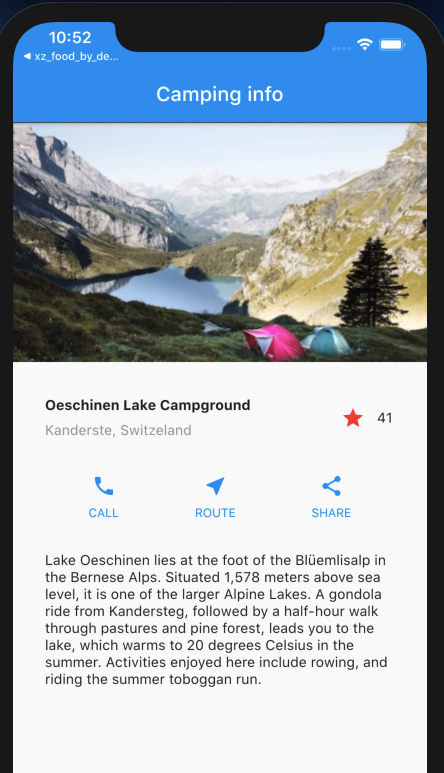 10:52
◀ xz_food_by_de...
Camping info
Oeschinen Lake Campground
Kanderste, Switzeland
41
CALL
ROUTE
SHARE
Lake Oeschinen lies at the foot of the Blüemlisalp in
the Bernese Alps. Situated 1,578 meters above sea
level, it is one of the larger Alpine Lakes. A gondola
ride from Kandersteg, followed by a half-hour walk
through pastures and pine forest, leads you to the
lake, which warms to 20 degrees Celsius in the
summer. Activities enjoyed here include rowing, and
riding the summer toboggan run.